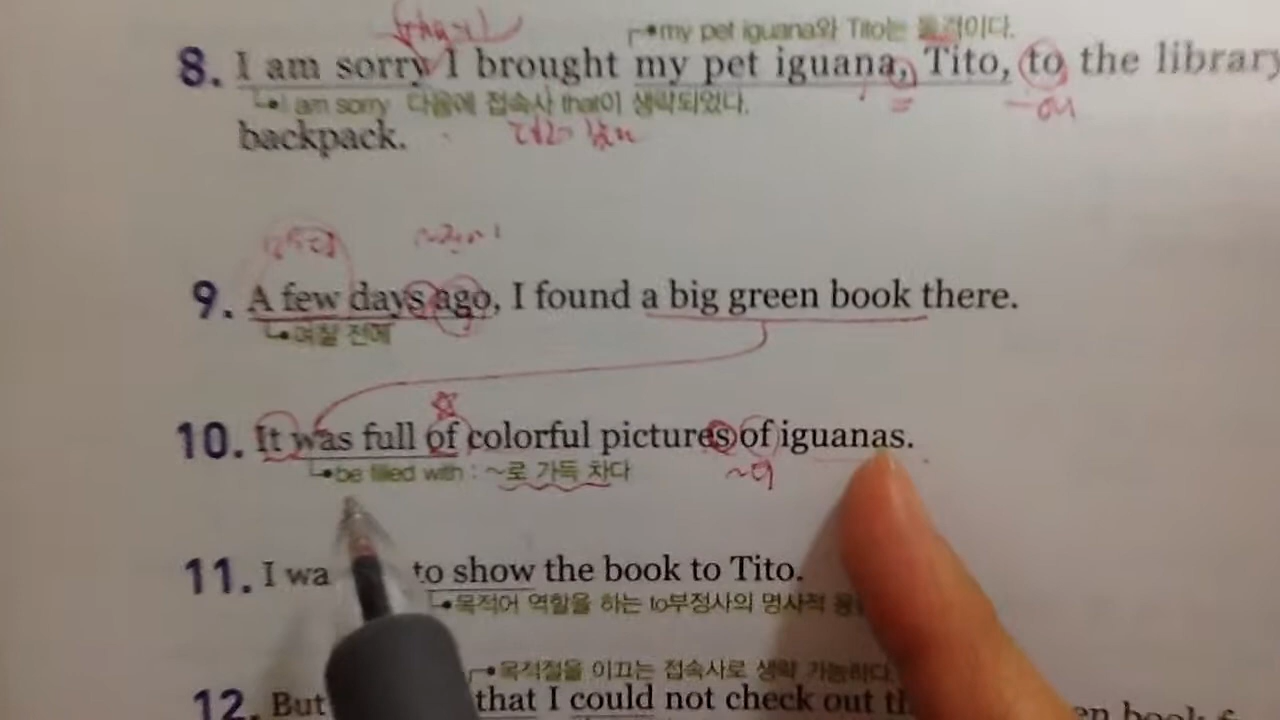 my pet iguana와 Tito는 동격이다.
8. I am sorry I brought my pet iguana, Tito, to the library
I am sorry 다음에 접속사 that이 생략되었다.
~에
backpack.
A few days ago, I found a big green book there.
9.
며칠 전에
10. It was full of colorful pictures of iguanas.
be filled with : ~로 가득 차다
~의
11. I wa to show the book to Tito.
목적어 역할을 하는 to부정사의 명사적
목적절을 이끄는 접속사로 생략 가능하다.
12. But that I could not check out en book